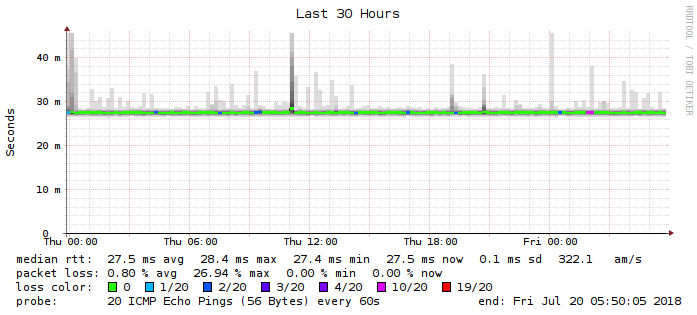 Last 30 Hours
RRDTOOL / TOBI OETIKER
Seconds
40 m
30 m
20 m
10 m
0
Thu 00:00 Thu 06:00 Thu 12:00 Thu 18:00 Fri 00:00
median rtt: 27.5 ms avg 28.4 ms max 27.4 ms min 27.5 ms now 0.1 ms sd 322.1 am/s
packet loss: 0.80 % avg 26.94 % max 0.00 % min 0.00 % now
loss color: 0 1/20 2/20 3/20 4/20 10/20 19/20
probe: 20 ICMP Echo Pings (56 Bytes) every 60s end: Fri Jul 20 05:50:05 2018